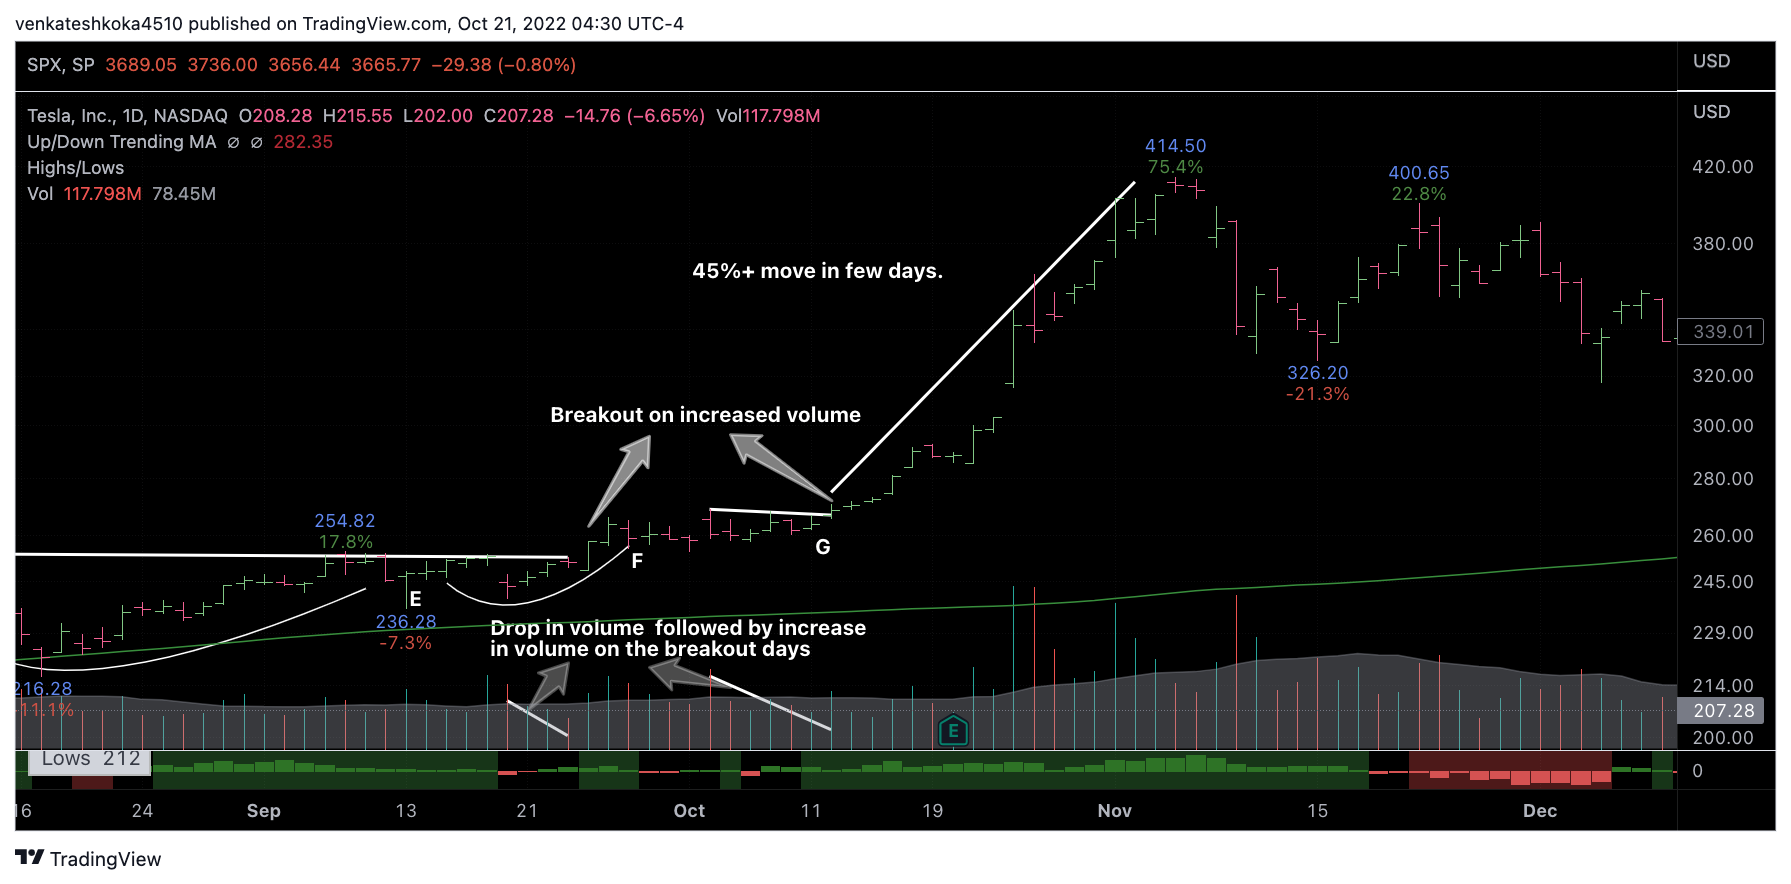 venkateshkoka4510 published on TradingView.com, Oct 21, 2022 04:30 UTC-4
SPX, SP 3689.05 3736.00 3656.44 3665.77 −29.38 (−0.80%)
USD
Tesla, Inc., 1D, NASDAQ O208.28 H215.55 L202.00 C207.28 −14.76 (−6.65%) Vol117.798M
USD
Up/Down Trending MA ∅ ∅ 282.35
Highs/Lows
Vol 117.798M 78.45M
414.50
75.4%
400.65
22.8%
420.00
380.00
45%+ move in few days.
339.01
326.20
-21.3%
320.00
Breakout on increased volume
300.00
280.00
254.82
17.8%
260.00
F
G
E
245.00
236.28
-7.3%
Drop in volume followed by increase
in volume on the breakout days
229.00
216.28
11.1%
214.00
207.28
E
200.00
Lows 212
0
16 24 Sep 13 21 Oct 11 19 Nov 15 Dec
TradingView